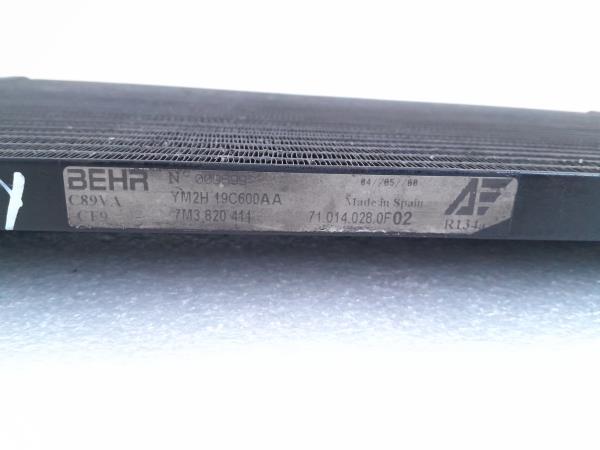 BEHR N° 04//05//00
C89VA YM2H 19C600AA Made in Spain
CF9 7M3.820 411 71.014.028.0F02 R134a